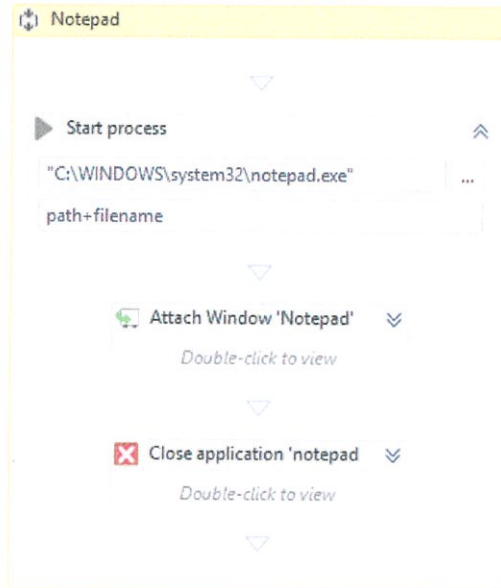 Notepad
Start process
"C:\WINDOWS\system32\notepad.exe"
...
path+filename
Attach Window 'Notepad'
Double-click to view
Close application 'notepad
Double-click to view